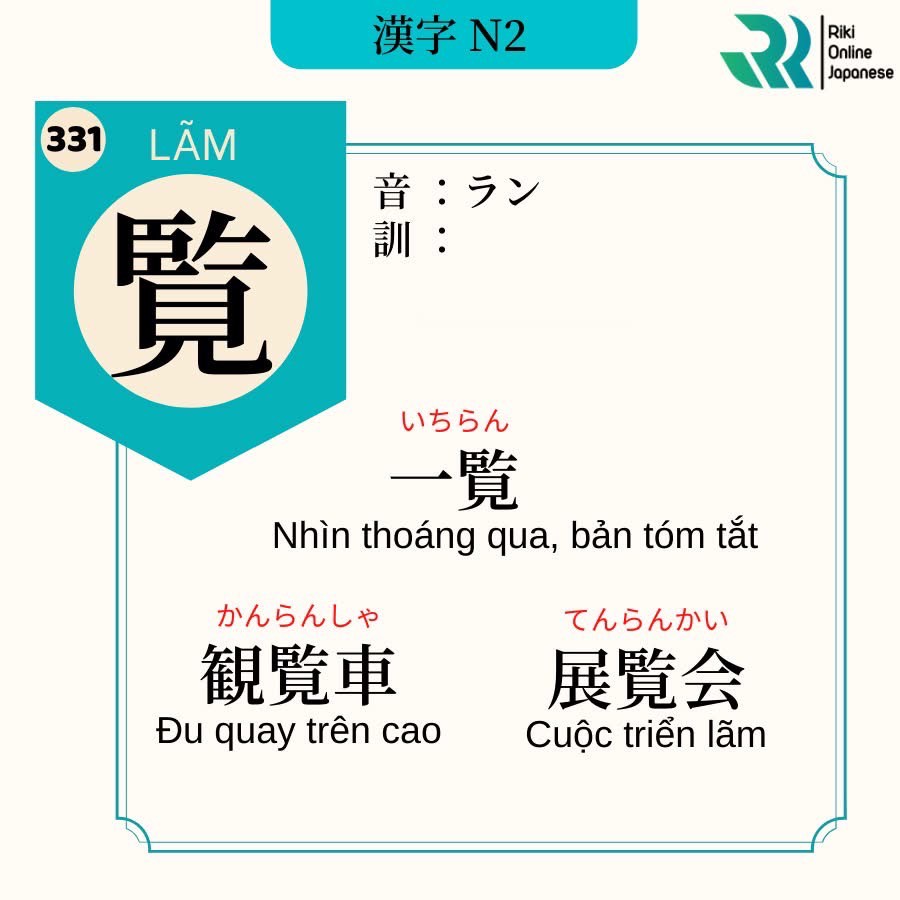 漢字 N2
Riki
Online
Japanese
331
LÃM
覧
音 ：ラン
訓 ：
いちらん
一覧
Nhìn thoáng qua, bản tóm tắt
かんらんしゃ
観覧車
Đu quay trên cao
てんらんかい
展覧会
Cuộc triển lãm